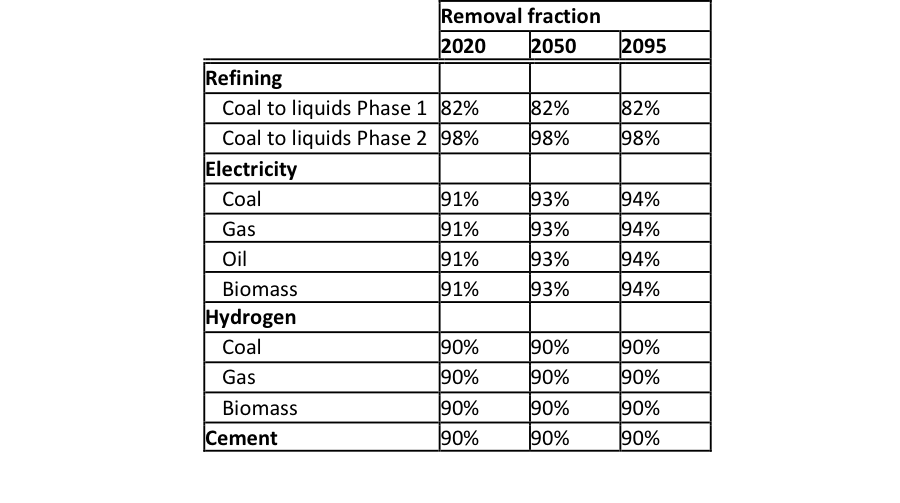 Removal fraction
2020 2050 2095
Refining
Coal to liquids Phase 1 82% 82% 82%
Coal to liquids Phase 2 98% 98% 98%
Electricity
Coal 91% 93% 94%
Gas 91% 93% 94%
Oil 91% 93% 94%
Biomass 91% 93% 94%
Hydrogen
Coal 90% 90% 90%
Gas 90% 90% 90%
Biomass 90% 90% 90%
Cement 90% 90% 90%